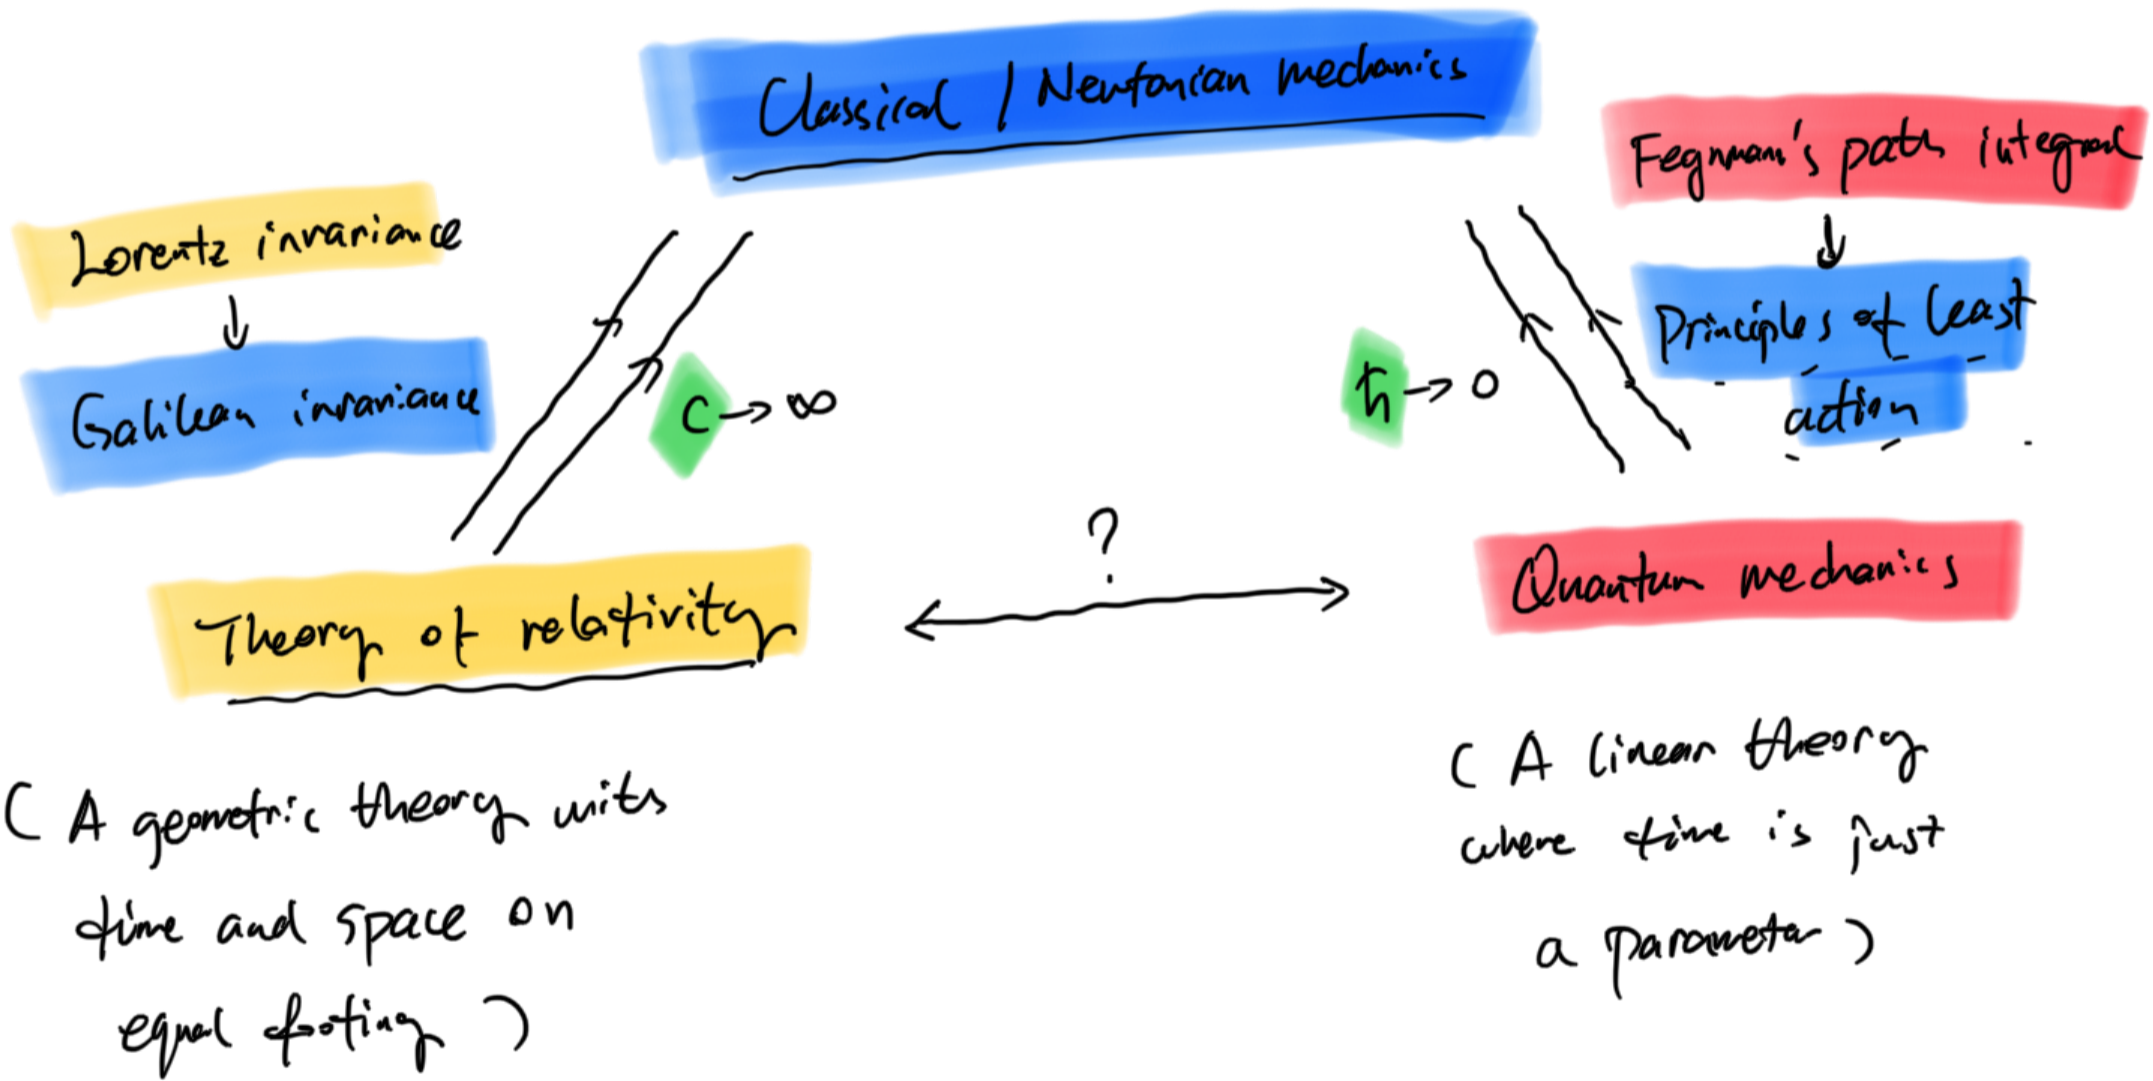 Classical / Newtonian mechanics
Lorentz invariance
↓
Galilean invariance
c → ∞
Feynman's path integral
↓
Principles of least
action
ħ → 0
Theory of relativity
?
Quantum mechanics
( A geometric theory with
time and space on
equal footing )
( A linear theory
where time is just
a parameter )